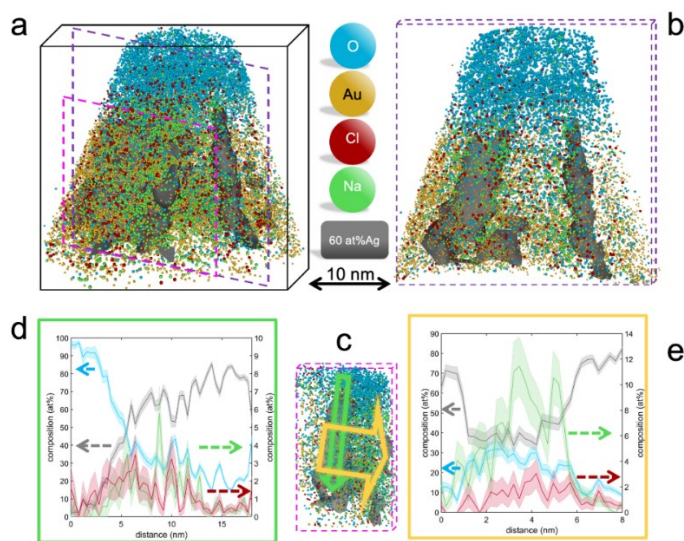 a
b
O
Au
Cl
Na
60 at%Ag
10 nm
d
c
e
100
90
80
70
60
50
40
30
20
10
0
composition (at%)
10
9
8
7
6
5
4
3
2
1
0
composition (at%)
0
5
10
15
distance (nm)
90
80
70
60
50
40
30
20
10
0
composition (at%)
14
12
10
8
6
4
2
0
composition (at%)
0
2
4
6
8
distance (nm)